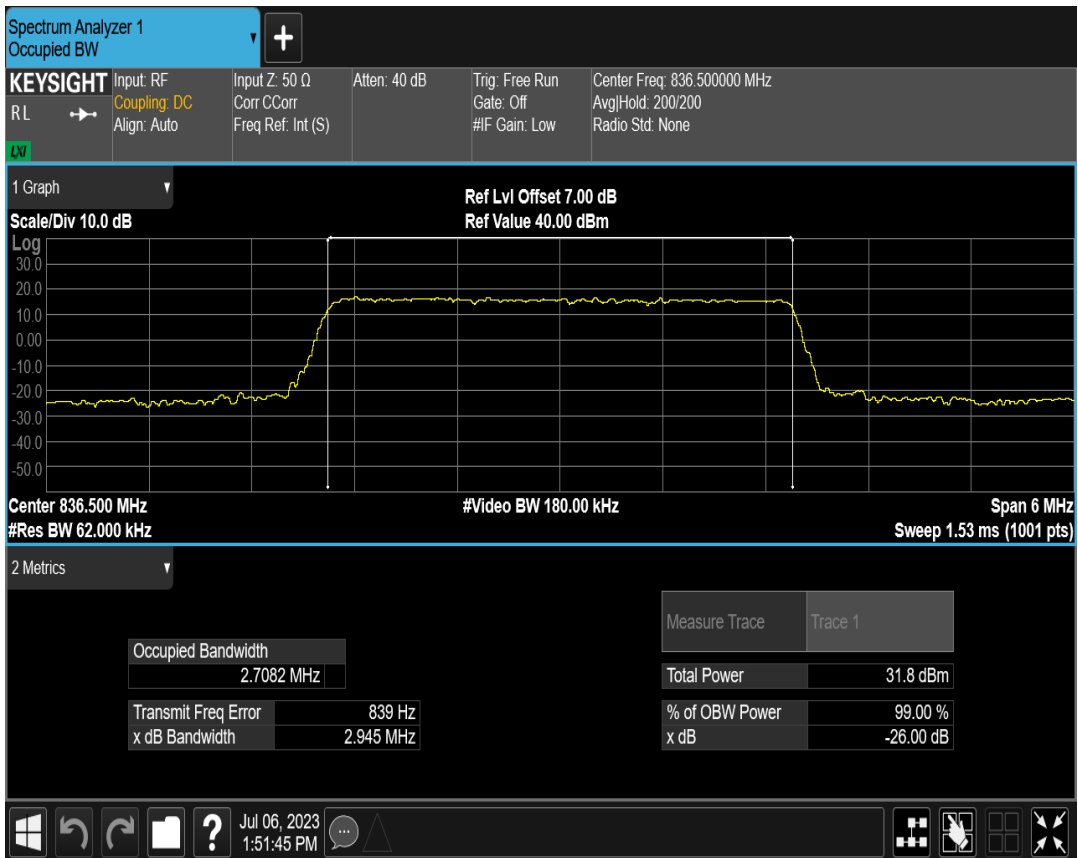 Spectrum Analyzer 1
Occupied BW
+
KEYSIGHT
RL
LXI
Input: RF
Coupling: DC
Align: Auto
Input Z: 50 Ω
Corr CCorr
Freq Ref: Int (S)
Atten: 40 dB
Trig: Free Run
Gate: Off
#IF Gain: Low
Center Freq: 836.500000 MHz
Avg|Hold: 200/200
Radio Std: None
1 Graph
Scale/Div 10.0 dB
Ref Lvl Offset 7.00 dB
Ref Value 40.00 dBm
Log
30.0
20.0
10.0
0.00
-10.0
-20.0
-30.0
-40.0
-50.0
Center 836.500 MHz
#Video BW 180.00 kHz
Span 6 MHz
#Res BW 62.000 kHz
Sweep 1.53 ms (1001 pts)
2 Metrics
Measure Trace Trace 1
Occupied Bandwidth
2.7082 MHz
Total Power 31.8 dBm
Transmit Freq Error 839 Hz
% of OBW Power 99.00 %
x dB Bandwidth 2.945 MHz
x dB -26.00 dB
?
Jul 06, 2023
1:51:45 PM